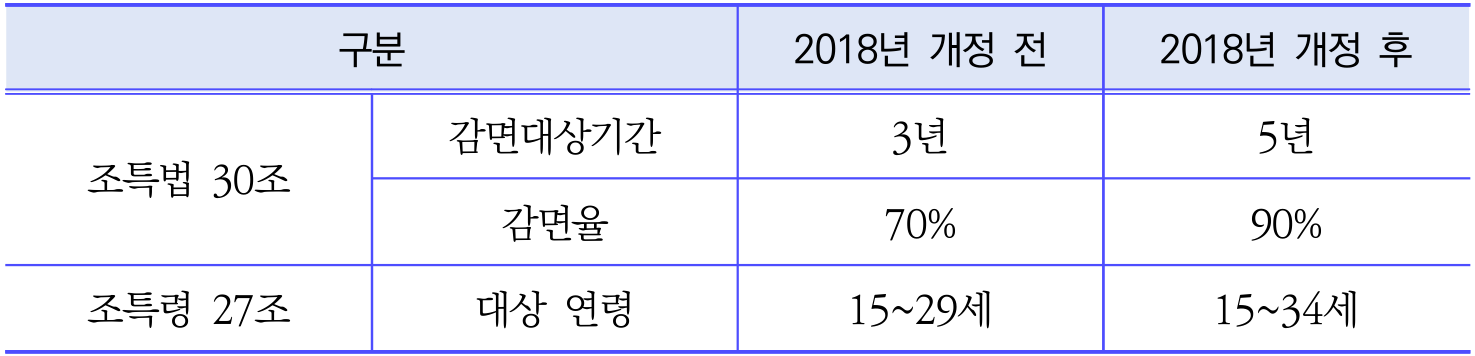 구분 2018년 개정 전 2018년 개정 후
조특법 30조 감면대상기간 3년 5년
감면율 70% 90%
조특령 27조 대상 연령 15~29세 15~34세